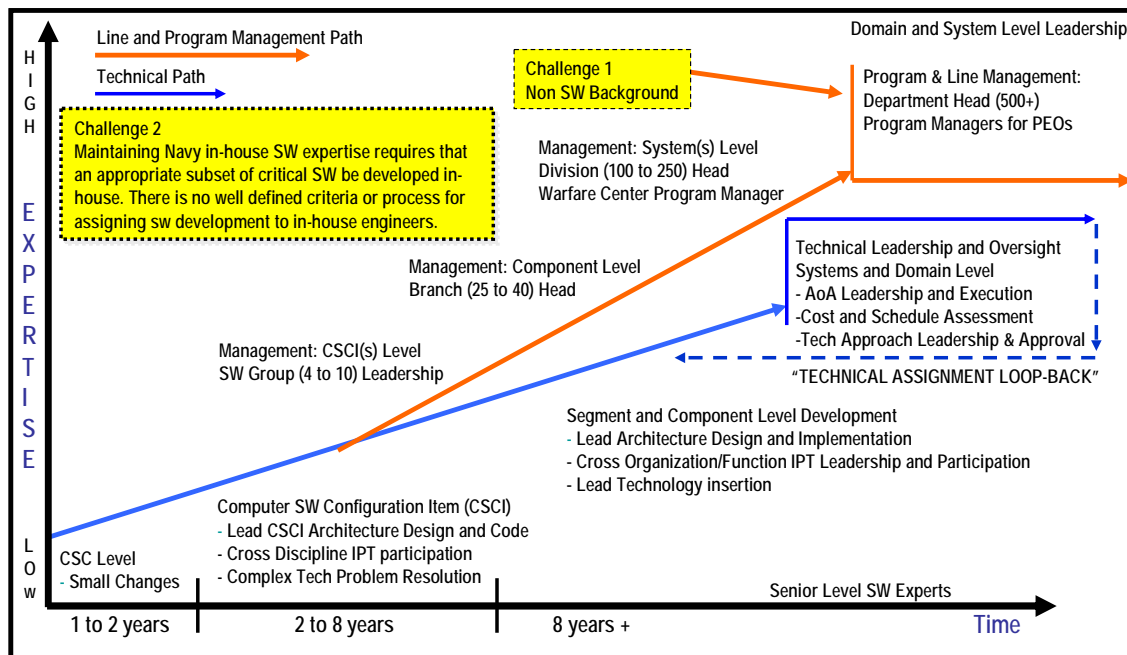 Domain and System Level Leadership
Line and Program Management Path
Technical Path
Challenge 1
Non SW Background
Program & Line Management:
Department Head (500+)
Program Managers for PEOs
Challenge 2
Maintaining Navy in-house SW expertise requires that
an appropriate subset of critical SW be developed in-
house. There is no well defined criteria or process for
assigning sw development to in-house engineers.
Management: System(s) Level
Division (100 to 250) Head
Warfare Center Program Manager
HIGH
EXPERTISE
LOW
Management: Component Level
Branch (25 to 40) Head
Technical Leadership and Oversight
Systems and Domain Level
- AoA Leadership and Execution
-Cost and Schedule Assessment
-Tech Approach Leadership & Approval
Management: CSCI(s) Level
SW Group (4 to 10) Leadership
“TECHNICAL ASSIGNMENT LOOP-BACK”
Segment and Component Level Development
- Lead Architecture Design and Implementation
- Cross Organization/Function IPT Leadership and Participation
- Lead Technology insertion
Computer SW Configuration Item (CSCI)
- Lead CSCI Architecture Design and Code
- Cross Discipline IPT participation
- Complex Tech Problem Resolution
CSC Level
- Small Changes
Senior Level SW Experts
1 to 2 years
2 to 8 years
8 years +
Time